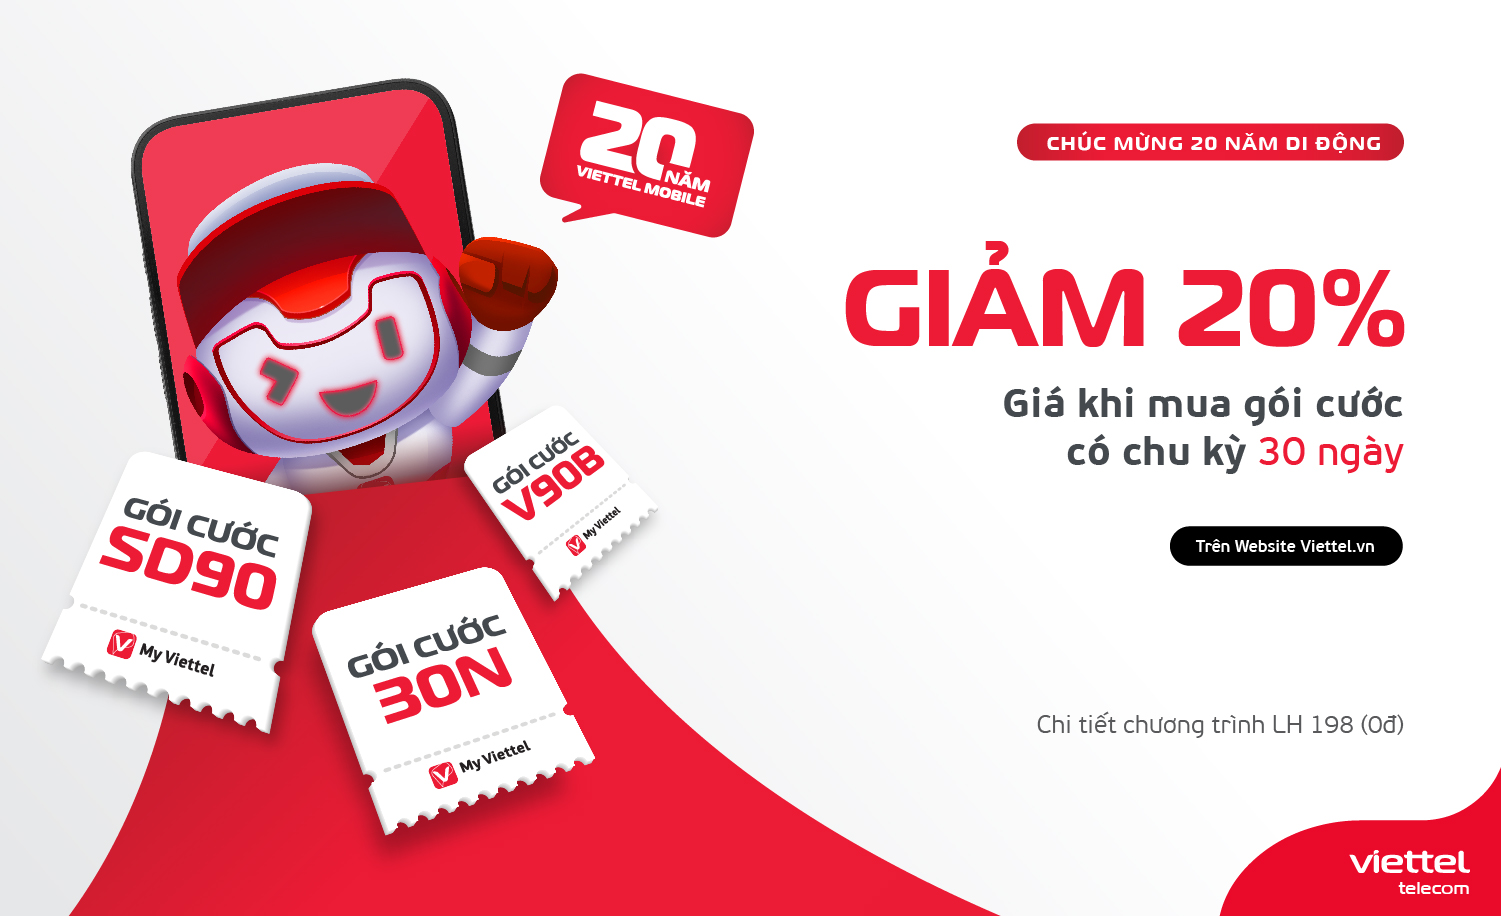 20
NĂM
VIETTEL MOBILE
CHÚC MỪNG 20 NĂM DI ĐỘNG
GIẢM 20%
Giá khi mua gói cước
có chu kỳ 30 ngày
Trên Website Viettel.vn
GÓI CƯỚC
V90B
My Viettel
GÓI CƯỚC
SD90
My Viettel
GÓI CƯỚC
30N
My Viettel
Chi tiết chương trình LH 198 (0đ)
viettel
telecom